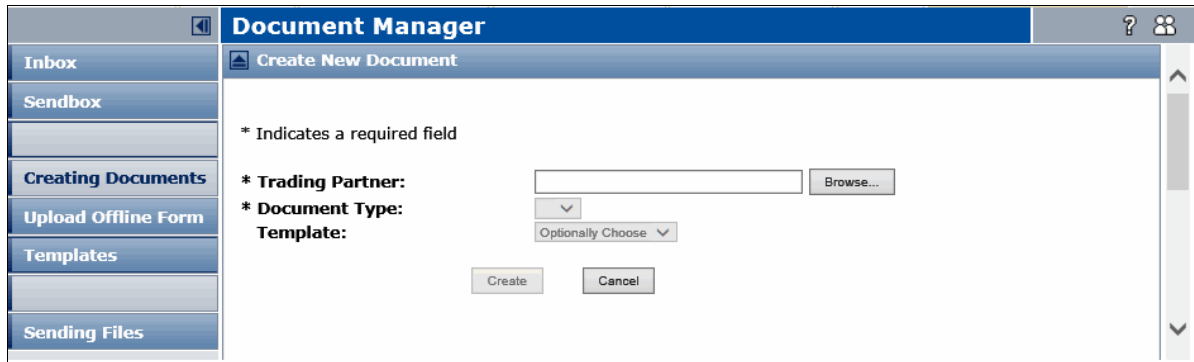 Document Manager
?
Inbox
Sendbox
Creating Documents
Upload Offline Form
Templates
Sending Files
Create New Document
* Indicates a required field
* Trading Partner: Browse...
* Document Type:
Template: Optionally Choose
Create Cancel